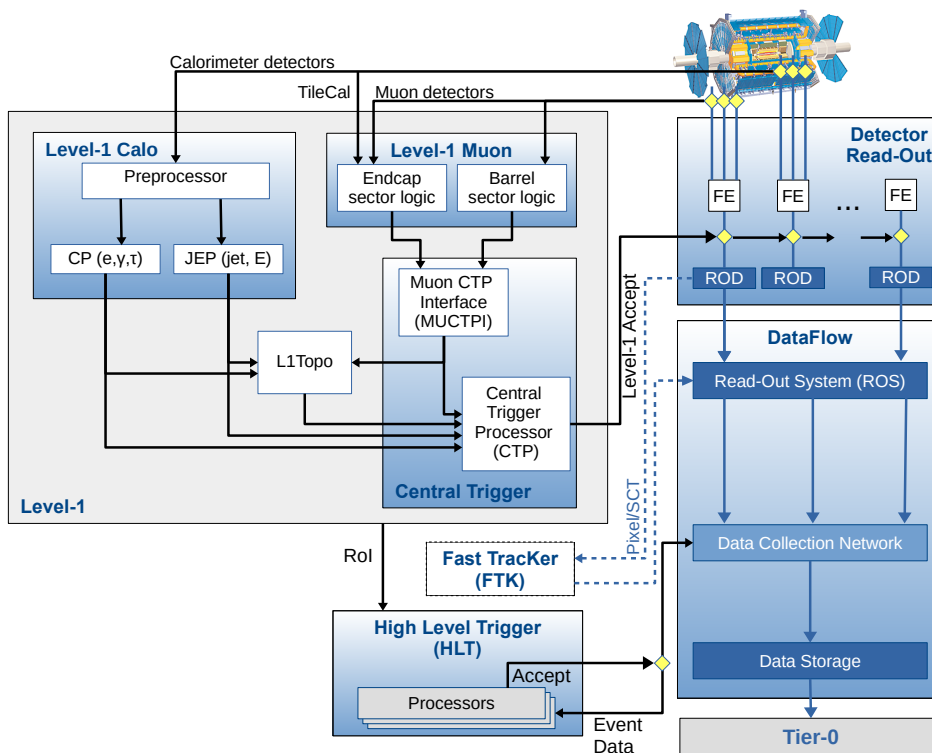 Calorimeter detectors
TileCal
Muon detectors
Level-1 Calo
Preprocessor
CP (e,γ,τ)
JEP (jet, E)
Level-1 Muon
Endcap
sector logic
Barrel
sector logic
Muon CTP
Interface
(MUCTPI)
L1Topo
Central
Trigger
Processor
(CTP)
Central Trigger
Level-1
Level-1 Accept
Detector
Read-Out
FE
FE
FE
...
ROD
ROD
ROD
DataFlow
Read-Out System (ROS)
Pixel/SCT
Data Collection Network
Data Storage
Tier-0
RoI
Fast TracKer
(FTK)
High Level Trigger
(HLT)
Accept
Processors
Event
Data